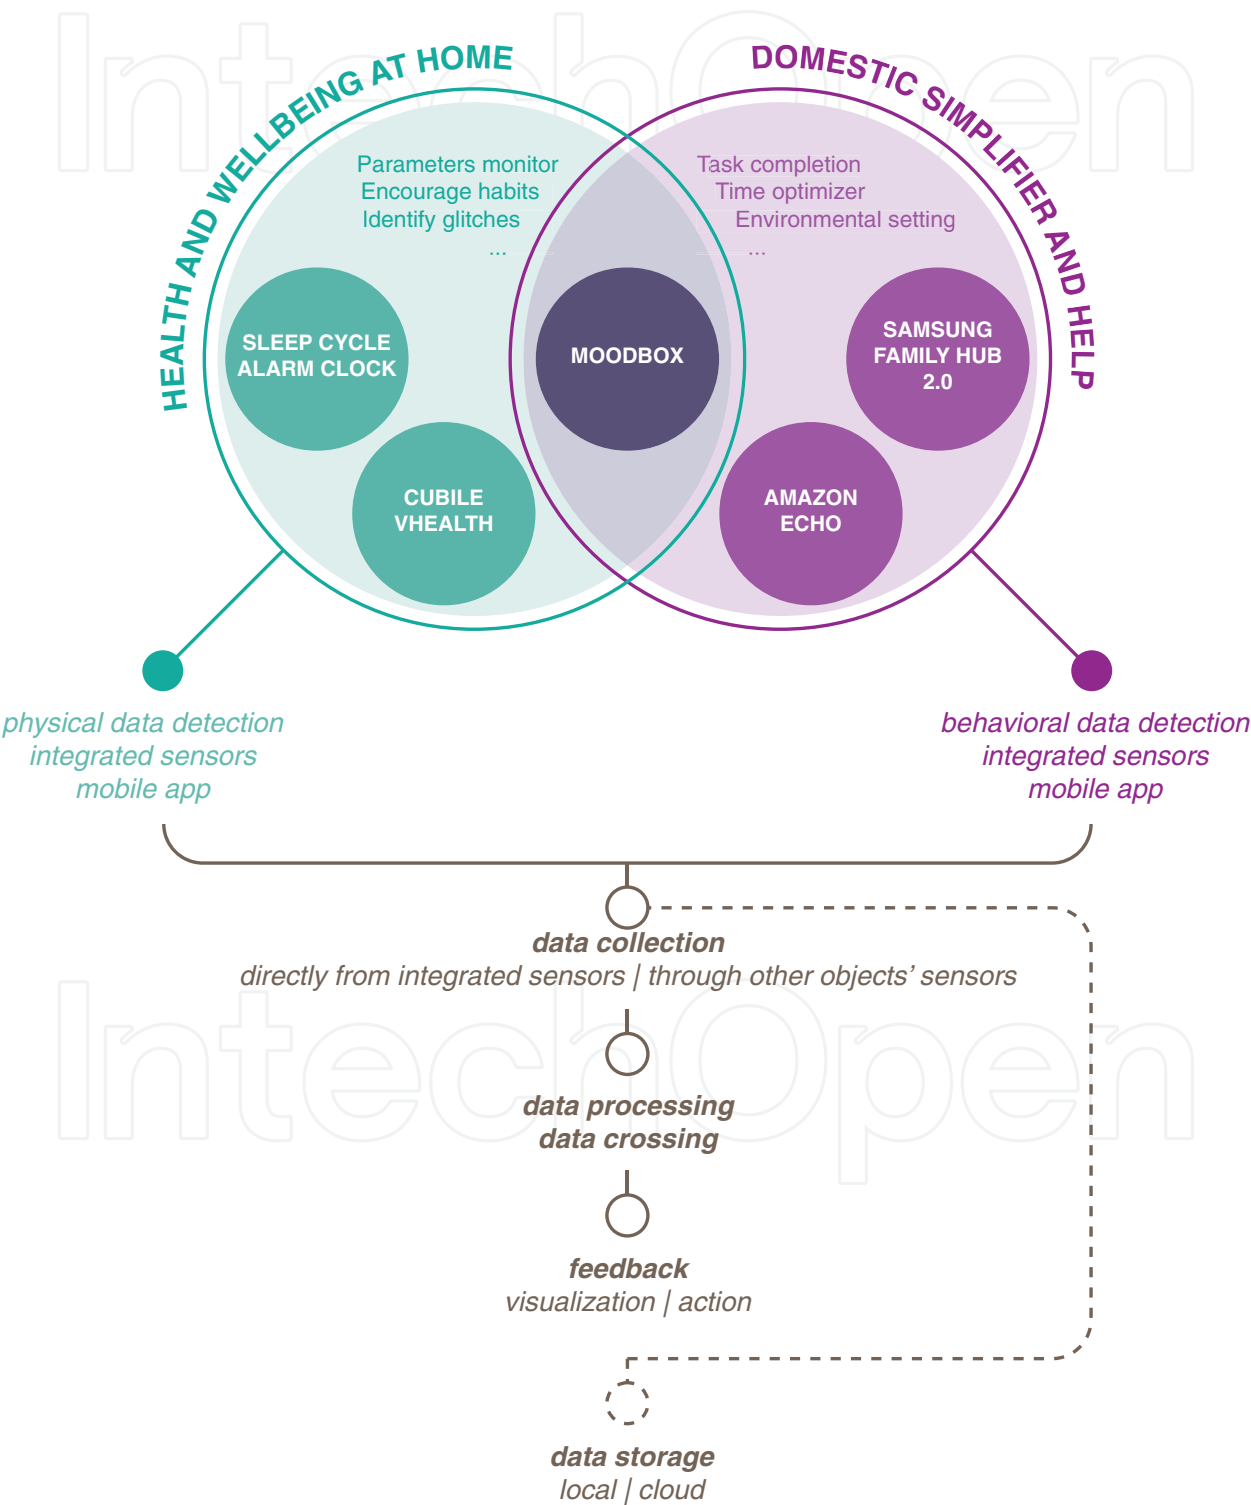 IntechOpen
HEALTH AND WELLBEING AT HOME
DOMESTIC SIMPLIFIER AND HELP
Parameters monitor
Encourage habits
Identify glitches
...
Task completion
Time optimizer
Environmental setting
...
SLEEP CYCLE
ALARM CLOCK
MOODBOX
SAMSUNG
FAMILY HUB
2.0
CUBILE
VHEALTH
AMAZON
ECHO
physical data detection
integrated sensors
mobile app
behavioral data detection
integrated sensors
mobile app
data collection
directly from integrated sensors | through other objects’ sensors
IntechOpen
data processing
data crossing
feedback
visualization | action
data storage
local | cloud